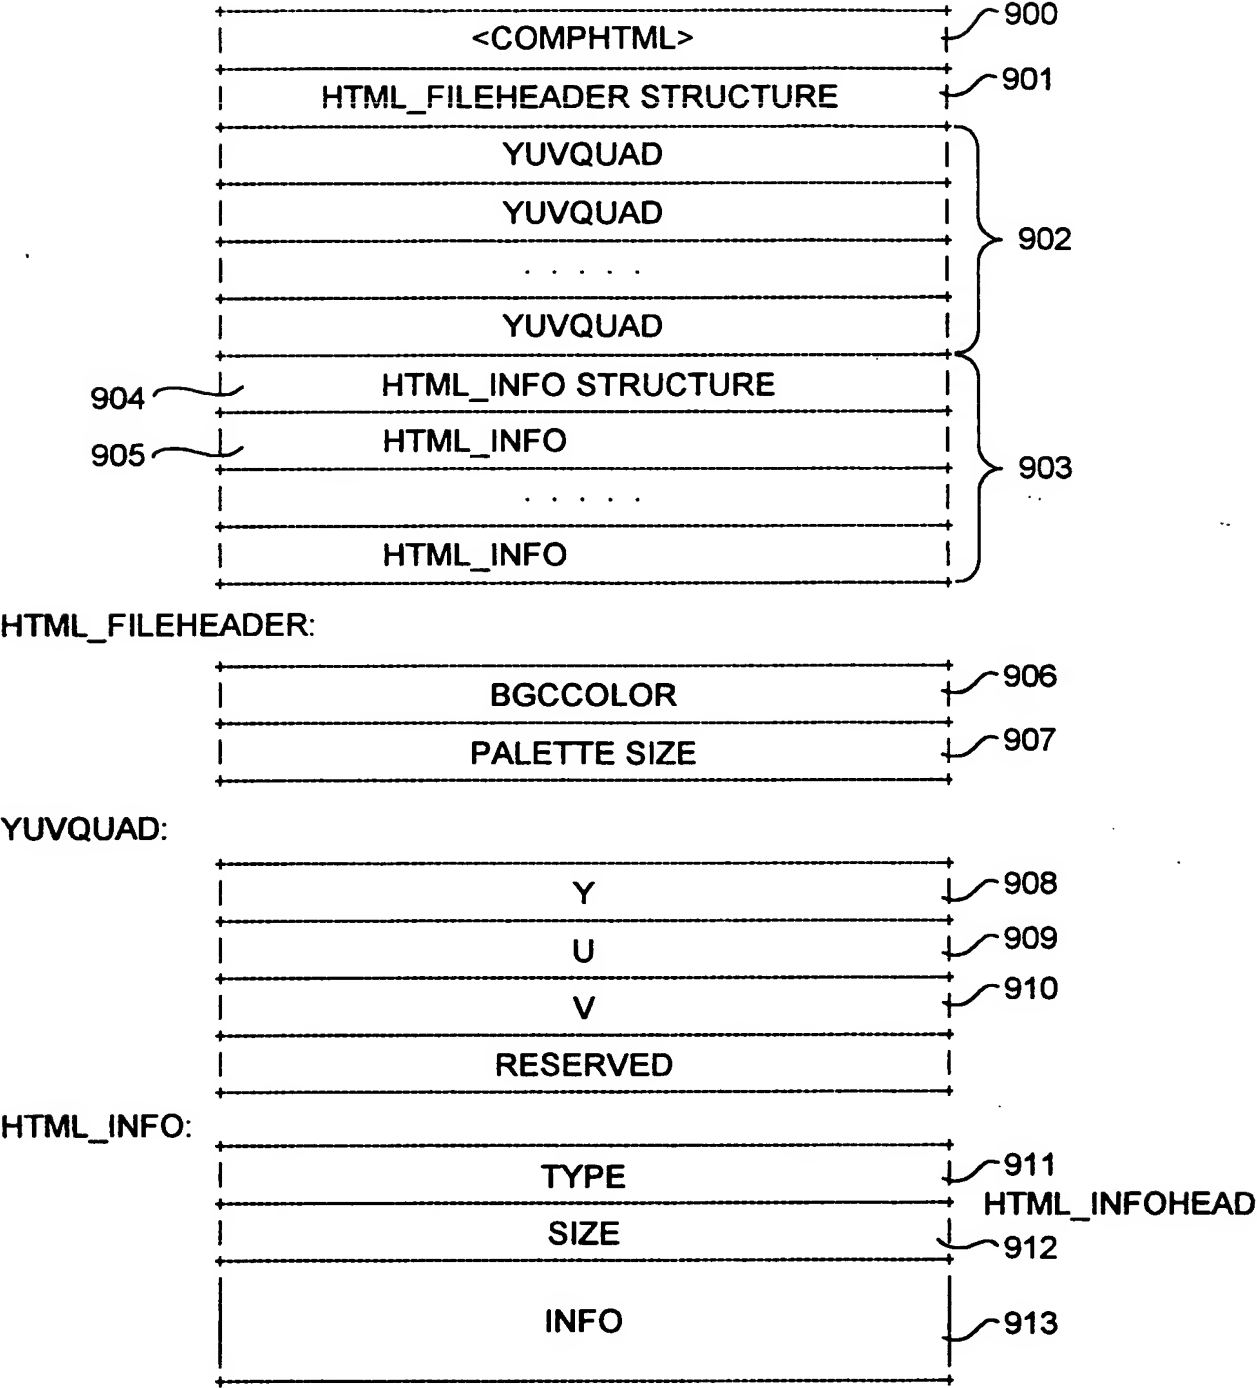 <COMPHTML> 900
HTML_FILEHEADER STRUCTURE 901
YUVQUAD
YUVQUAD
902
. . . . .
YUVQUAD
904 HTML_INFO STRUCTURE
905 HTML_INFO
903
. . . . .
HTML_INFO
HTML_FILEHEADER:
BGCCOLOR 906
PALETTE SIZE 907
YUVQUAD:
Y 908
U 909
V 910
RESERVED
HTML_INFO:
TYPE 911
HTML_INFOHEAD
SIZE 912
INFO 913